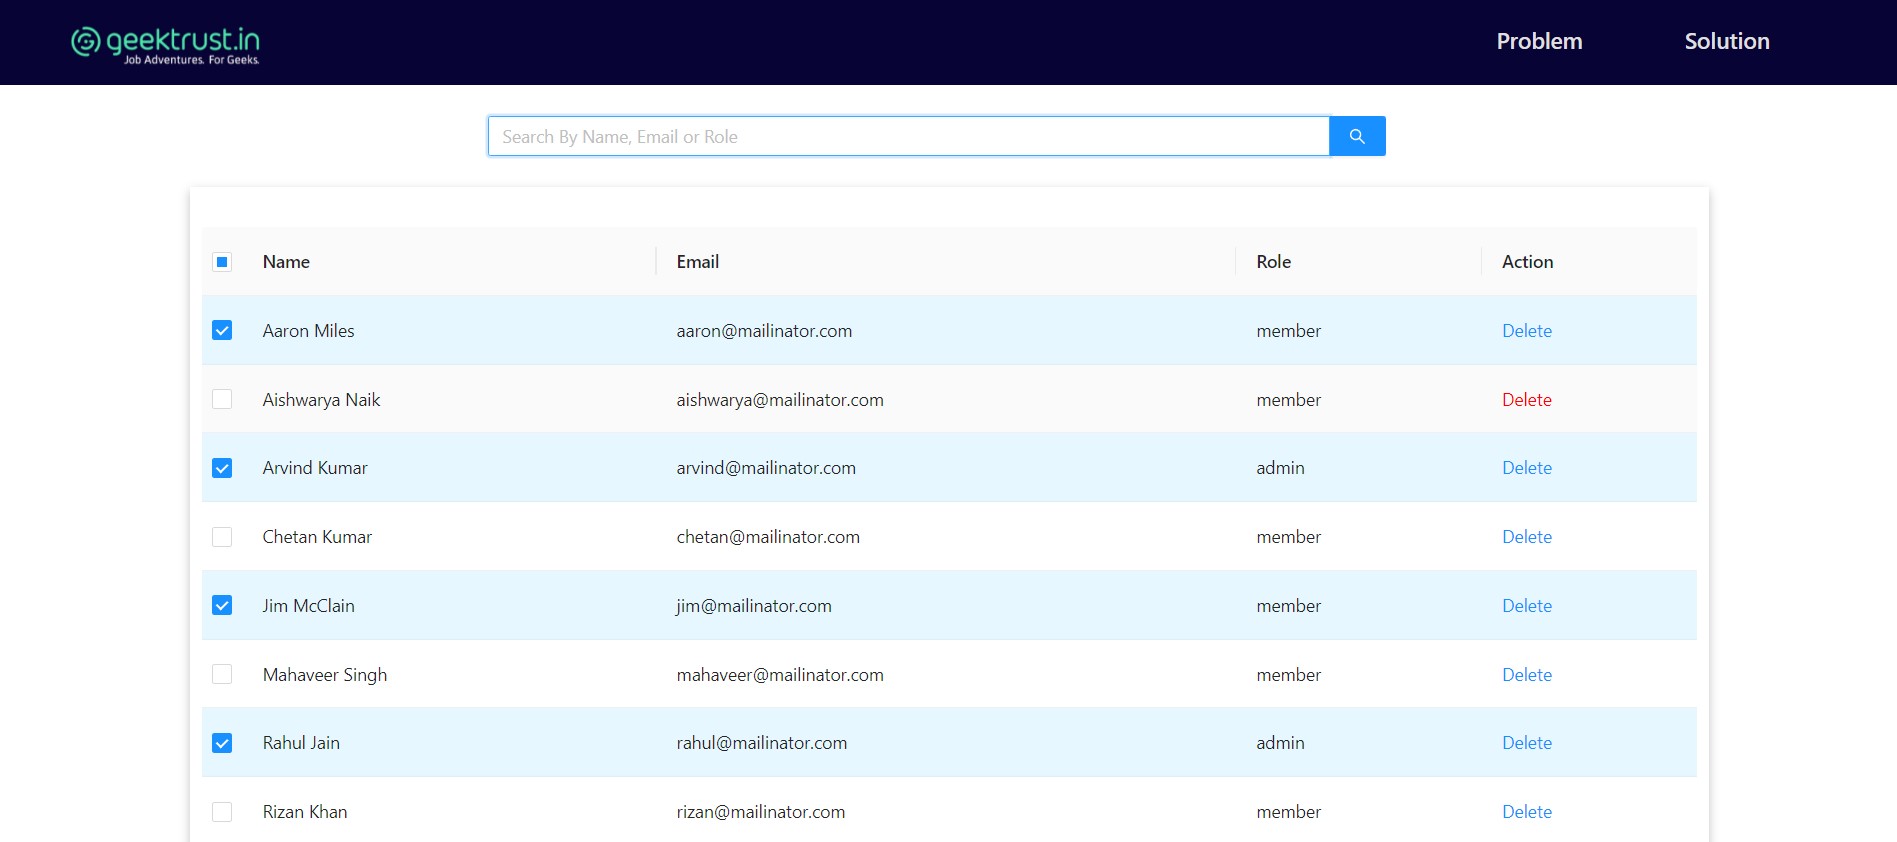 geektrust.in
Job Adventures. For Geeks.
Problem Solution
Search By Name, Email or Role
Name Email Role Action
Aaron Miles aaron@mailinator.com member Delete
Aishwarya Naik aishwarya@mailinator.com member Delete
Arvind Kumar arvind@mailinator.com admin Delete
Chetan Kumar chetan@mailinator.com member Delete
Jim McClain jim@mailinator.com member Delete
Mahaveer Singh mahaveer@mailinator.com member Delete
Rahul Jain rahul@mailinator.com admin Delete
Rizan Khan rizan@mailinator.com member Delete